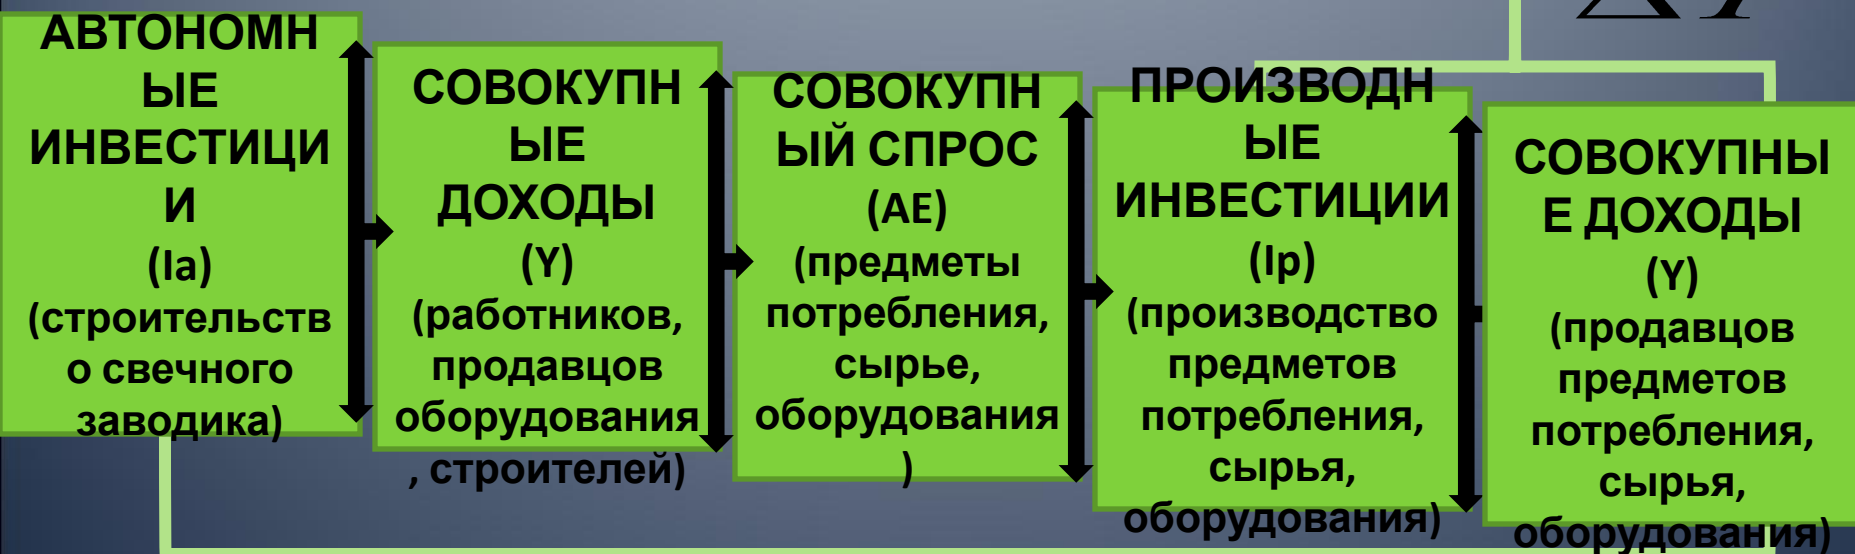 ΔY
АВТОНОМН
ЫЕ
ИНВЕСТИЦИ
И
(Ia)
(строительств
о свечного
заводика)
СОВОКУПН
ЫЕ
ДОХОДЫ
(Y)
(работников,
продавцов
оборудования
, строителей)
СОВОКУПН
ЫЙ СПРОС
(AE)
(предметы
потребления,
сырье,
оборудования
)
ПРОИЗВОДН
ЫЕ
ИНВЕСТИЦИИ
(Ip)
(производство
предметов
потребления,
сырья,
оборудования)
СОВОКУПНЫ
Е ДОХОДЫ
(Y)
(продавцов
предметов
потребления,
сырья,
оборудования)